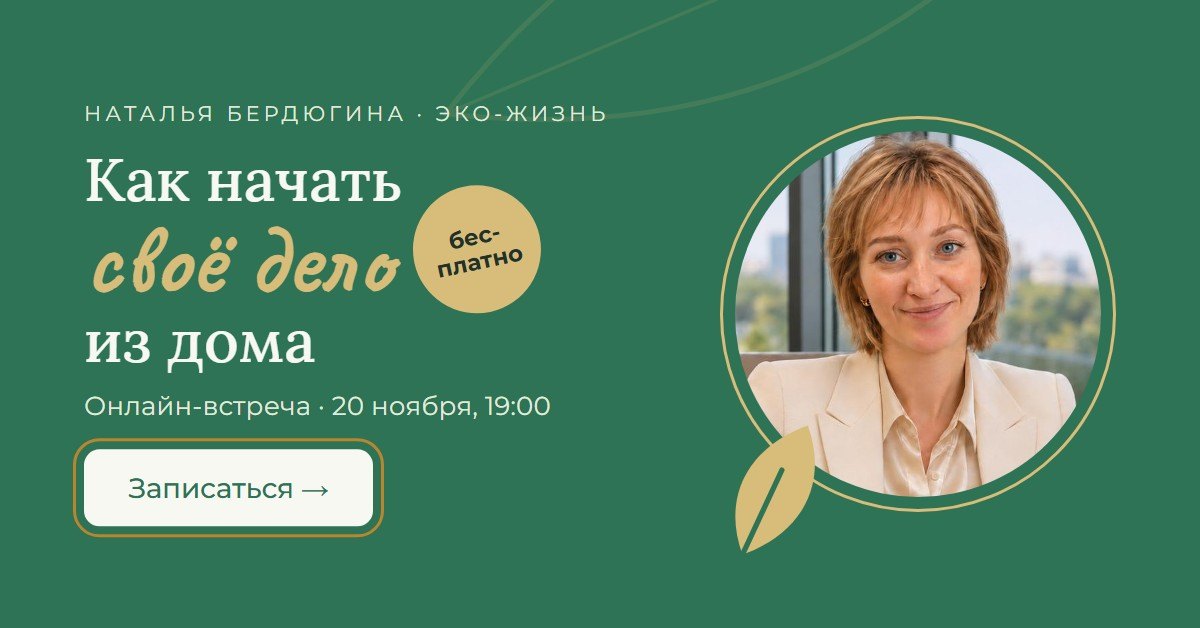 НАТАЛЬЯ БЕРДЮГИНА · ЭКО-ЖИЗНЬ
Как начать
своё дело
бес-
платно
из дома
Онлайн-встреча · 20 ноября, 19:00
Записаться →